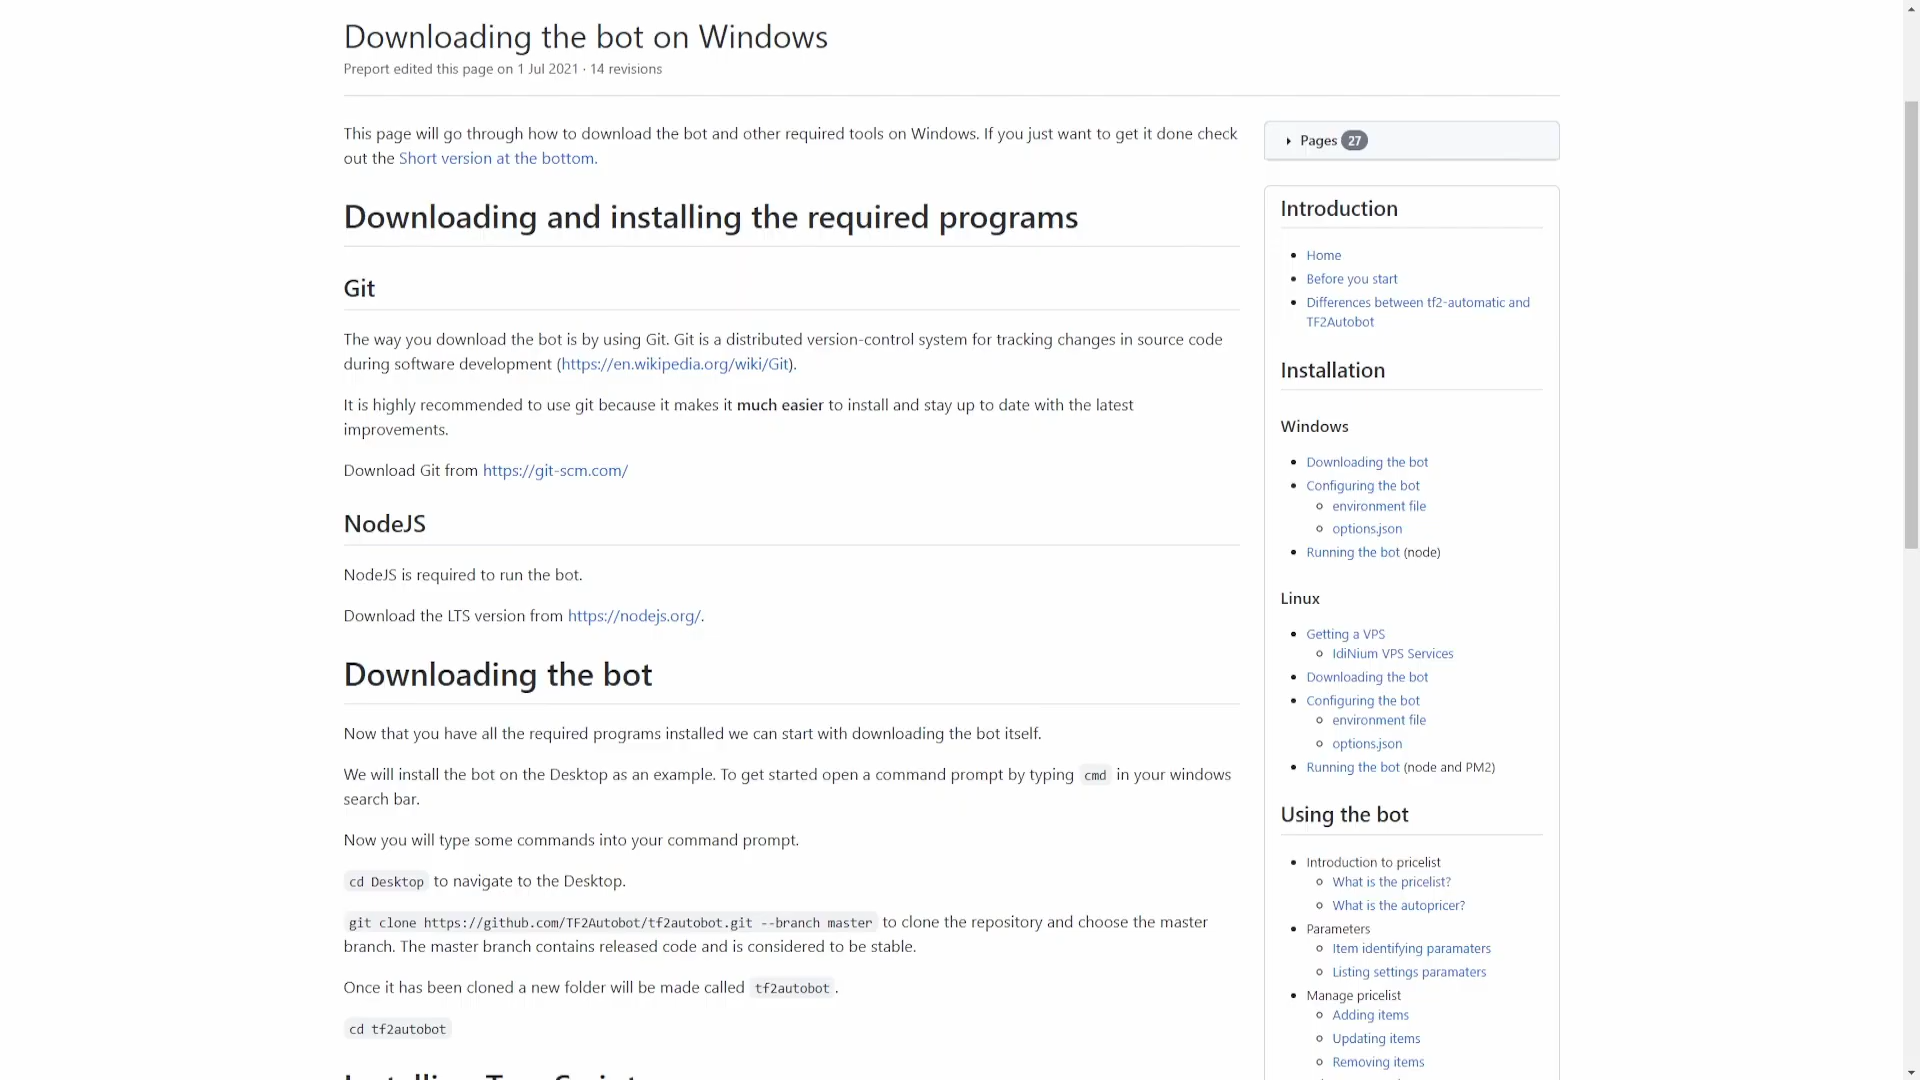 Downloading the bot on Windows
Preport edited this page on 1 Jul 2021 · 14 revisions
This page will go through how to download the bot and other required tools on Windows. If you just want to get it done check
out the Short version at the bottom.
Downloading and installing the required programs
Git
The way you download the bot is by using Git. Git is a distributed version-control system for tracking changes in source code
during software development (https://en.wikipedia.org/wiki/Git).
It is highly recommended to use git because it makes it much easier to install and stay up to date with the latest
improvements.
Download Git from https://git-scm.com/
NodeJS
NodeJS is required to run the bot.
Download the LTS version from https://nodejs.org/.
Downloading the bot
Now that you have all the required programs installed we can start with downloading the bot itself.
We will install the bot on the Desktop as an example. To get started open a command prompt by typing cmd in your windows
search bar.
Now you will type some commands into your command prompt.
cd Desktop to navigate to the Desktop.
git clone https://github.com/TF2Autobot/tf2autobot.git --branch master to clone the repository and choose the master
branch. The master branch contains released code and is considered to be stable.
Once it has been cloned a new folder will be made called tf2autobot.
cd tf2autobot
Pages 27
Introduction
Home
Before you start
Differences between tf2-automatic and
TF2Autobot
Installation
Windows
Downloading the bot
Configuring the bot
environment file
options.json
Running the bot (node)
Linux
Getting a VPS
IdiNium VPS Services
Downloading the bot
Configuring the bot
environment file
options.json
Running the bot (node and PM2)
Using the bot
Introduction to pricelist
What is the pricelist?
What is the autopricer?
Parameters
Item identifying paramaters
Listing settings paramaters
Manage pricelist
Adding items
Updating items
Removing items